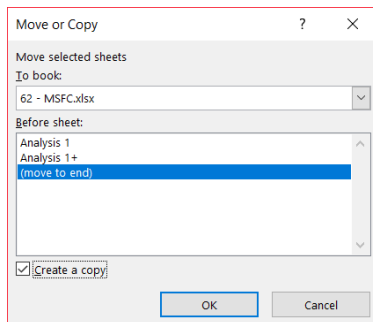 Move or Copy
?
Move selected sheets
To book:
62 - MSFC.xlsx
Before sheet:
Analysis 1
Analysis 1+
(move to end)
Create a copy
OK Cancel